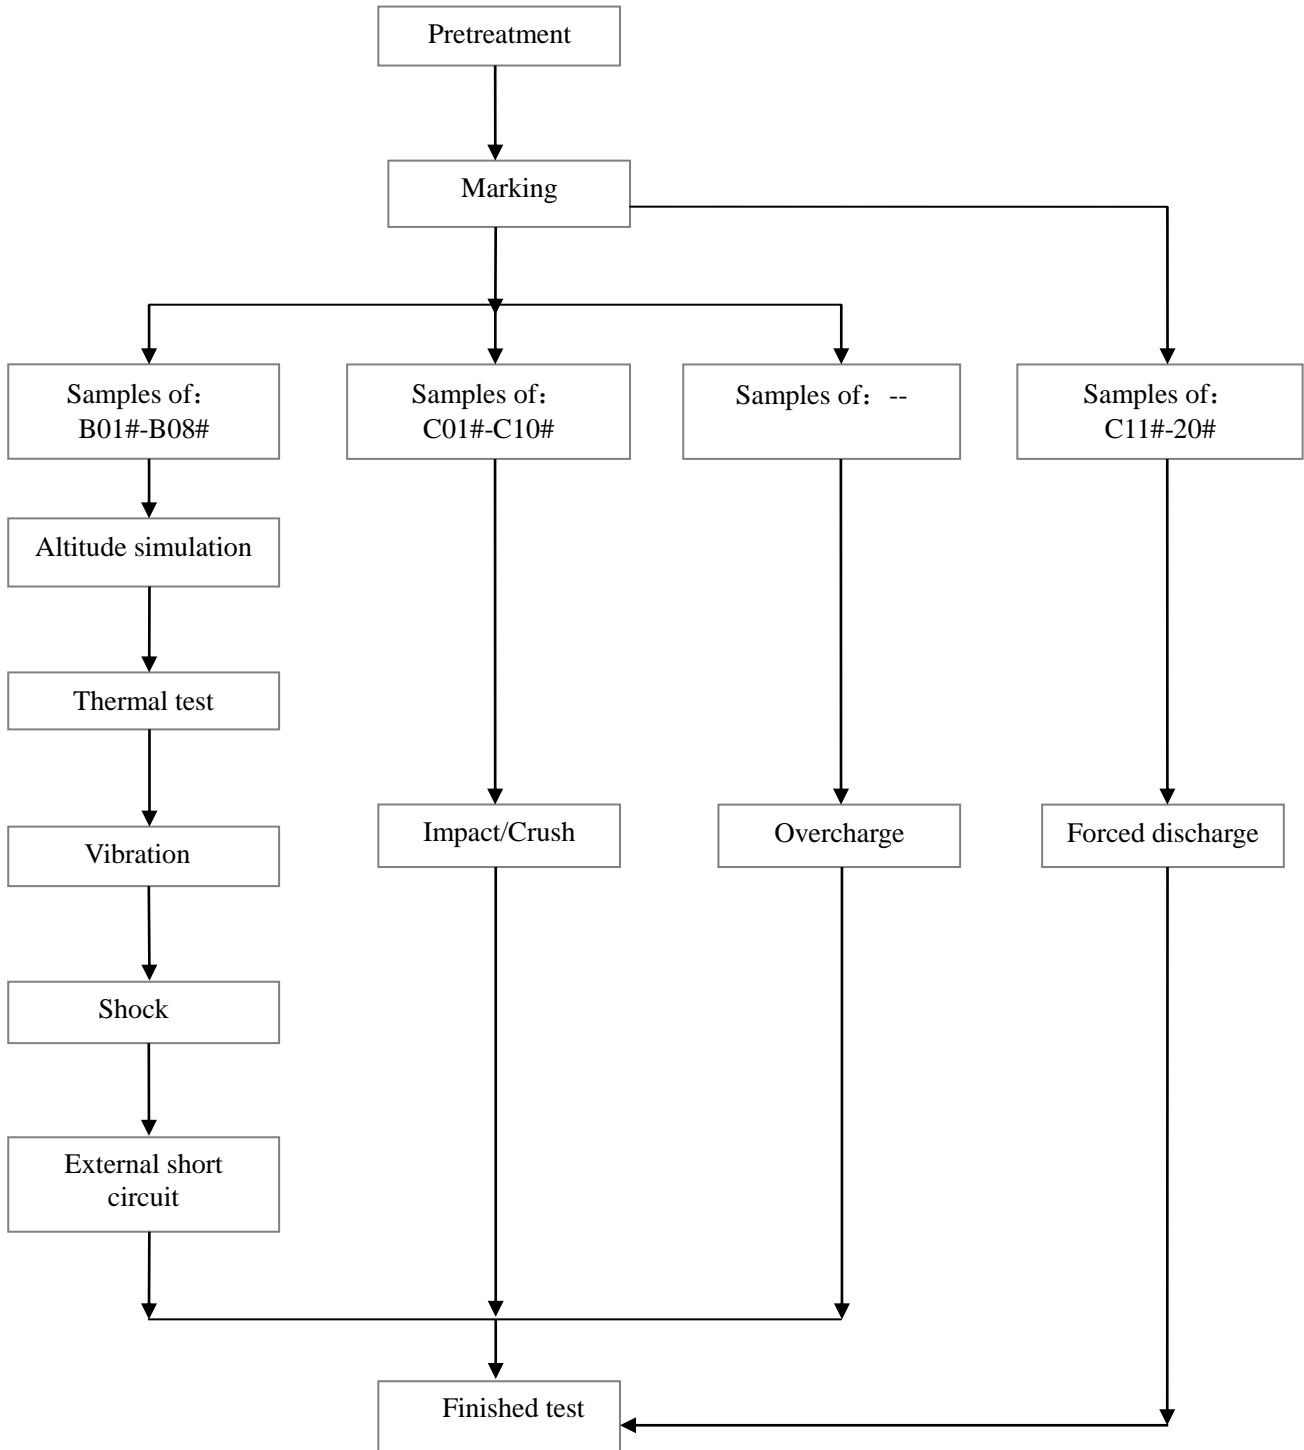 Pretreatment
Marking
Samples of：
B01#-B08#
Samples of：
C01#-C10#
Samples of：--
Samples of：
C11#-20#
Altitude simulation
Thermal test
Vibration
Shock
External short
circuit
Impact/Crush
Overcharge
Forced discharge
Finished test